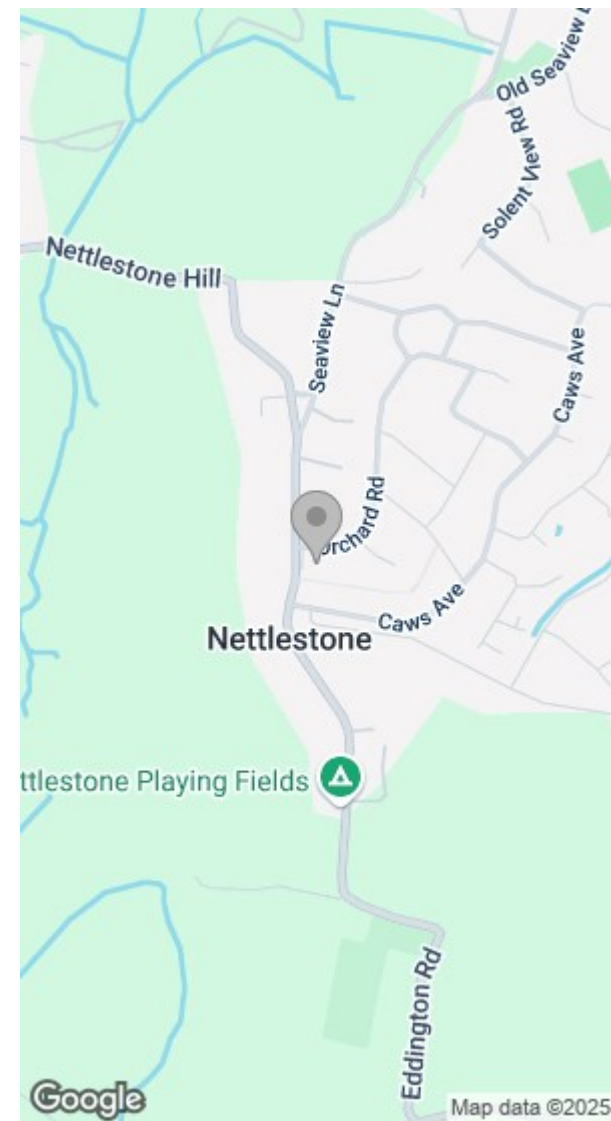 Old Seaview L
Solent View Rd
Nettlestone Hill
Seaview Ln
Caws Ave
Orchard Rd
Caws Ave
Nettlestone
ttlestone Playing Fields
Eddington Rd
Google
Map data ©2025